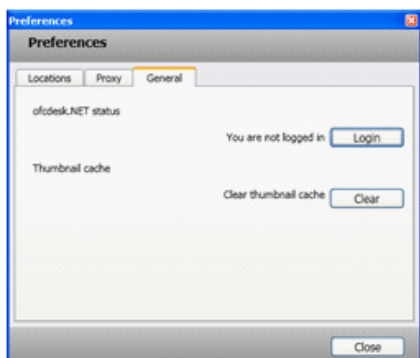 Preferences
Preferences
Locations Proxy General
ofcdesk.NET status
You are not logged in Login
Thumbnail cache
Clear thumbnail cache Clear
Close